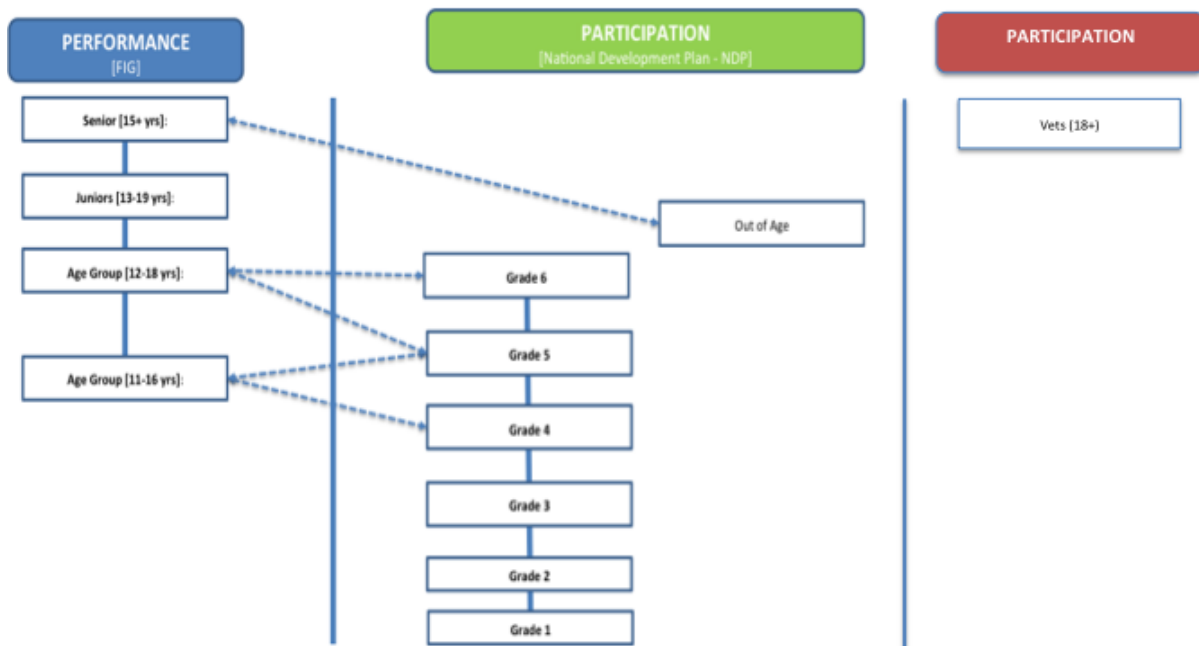 PERFORMANCE
[FIG]
Senior [15+ yrs]:
Juniors [13-19 yrs]:
Age Group [12-18 yrs]:
Age Group [11-16 yrs]:
PARTICIPATION
[National Development Plan - NDP]
Out of Age
Grade 6
Grade 5
Grade 4
Grade 3
Grade 2
Grade 1
PARTICIPATION
Vets (18+)